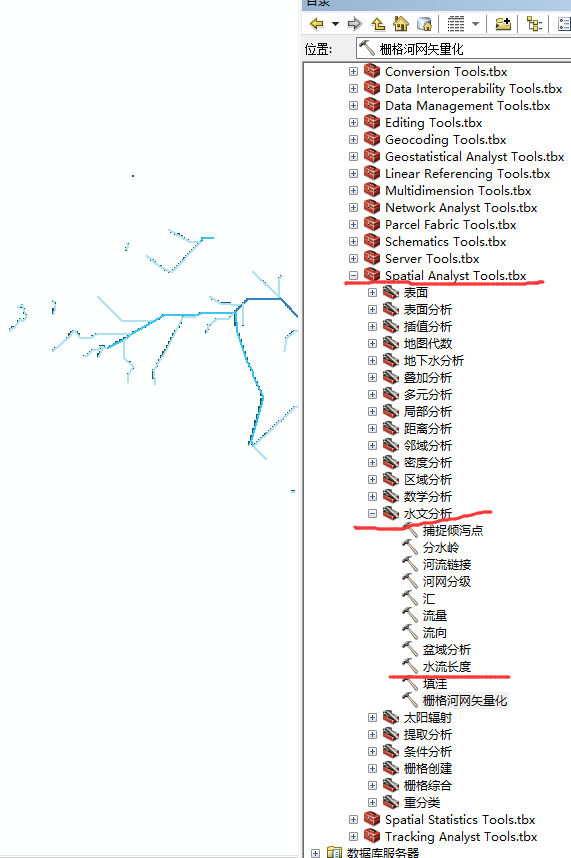 目录
位置:
栅格河网矢量化
Conversion Tools.tbx
Data Interoperability Tools.tbx
Data Management Tools.tbx
Editing Tools.tbx
Geocoding Tools.tbx
Geostatistical Analyst Tools.tbx
Linear Referencing Tools.tbx
Multidimension Tools.tbx
Network Analyst Tools.tbx
Parcel Fabric Tools.tbx
Schematics Tools.tbx
Server Tools.tbx
Spatial Analyst Tools.tbx
表面
表面分析
插值分析
地图代数
地下水分析
叠加分析
多元分析
局部分析
距离分析
邻域分析
密度分析
区域分析
数学分析
水文分析
捕捉倾泻点
分水岭
河流链接
河网分级
汇
流量
流向
盆域分析
水流长度
填洼
栅格河网矢量化
太阳辐射
提取分析
条件分析
栅格创建
栅格综合
重分类
Spatial Statistics Tools.tbx
Tracking Analyst Tools.tbx
数据库服务器